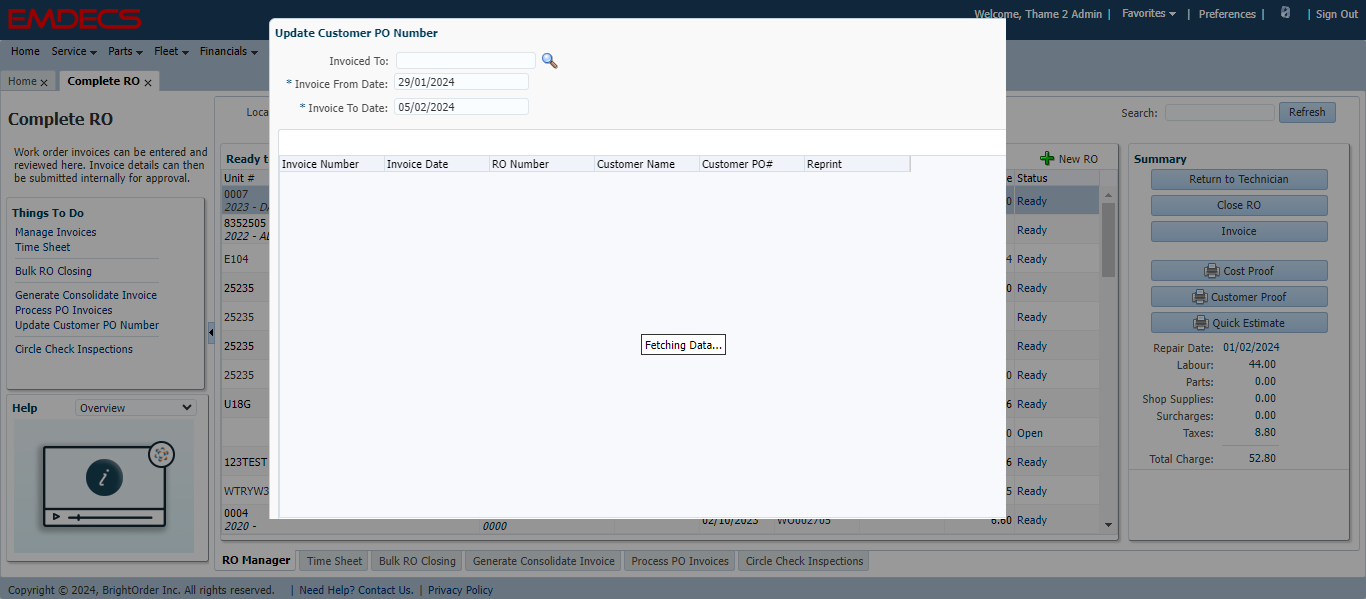 EMDECS
Welcome, Thame 2 Admin | Favorites | Preferences | | Sign Out
Home Service Parts Fleet Financials
Home x Complete RO x
Update Customer PO Number
Invoiced To:
* Invoice From Date: 29/01/2024
* Invoice To Date: 05/02/2024
Invoice Number Invoice Date RO Number Customer Name Customer PO# Reprint
Fetching Data...
Complete RO
Work order invoices can be entered and
reviewed here. Invoice details can then
be submitted internally for approval.
Things To Do
Manage Invoices
Time Sheet
Bulk RO Closing
Generate Consolidate Invoice
Process PO Invoices
Update Customer PO Number
Circle Check Inspections
Help Overview
i
Search: Refresh
New RO
Unit # Status
0007 Ready
2023 -
8352505 Ready
2022 -
E104 4 Ready
25235 0 Ready
25235 Ready
25235 Ready
25235 0 Ready
U18G 6 Ready
0 Open
123TEST 6 Ready
WTRYW3 5 Ready
0004 02/10/2023 WO002705 6.60 Ready
2020 - 0000
Summary
Return to Technician
Close RO
Invoice
Cost Proof
Customer Proof
Quick Estimate
Repair Date: 01/02/2024
Labour: 44.00
Parts: 0.00
Shop Supplies: 0.00
Surcharges: 0.00
Taxes: 8.80
Total Charge: 52.80
RO Manager Time Sheet Bulk RO Closing Generate Consolidate Invoice Process PO Invoices Circle Check Inspections
Copyright © 2024, BrightOrder Inc. All rights reserved. | Need Help? Contact Us. | Privacy Policy